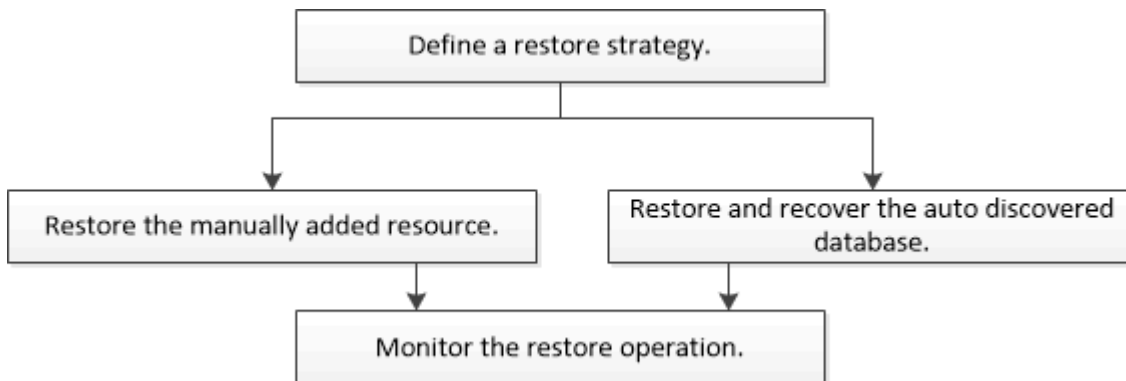 Define a restore strategy.
Restore the manually added resource.
Restore and recover the auto discovered
database.
Monitor the restore operation.